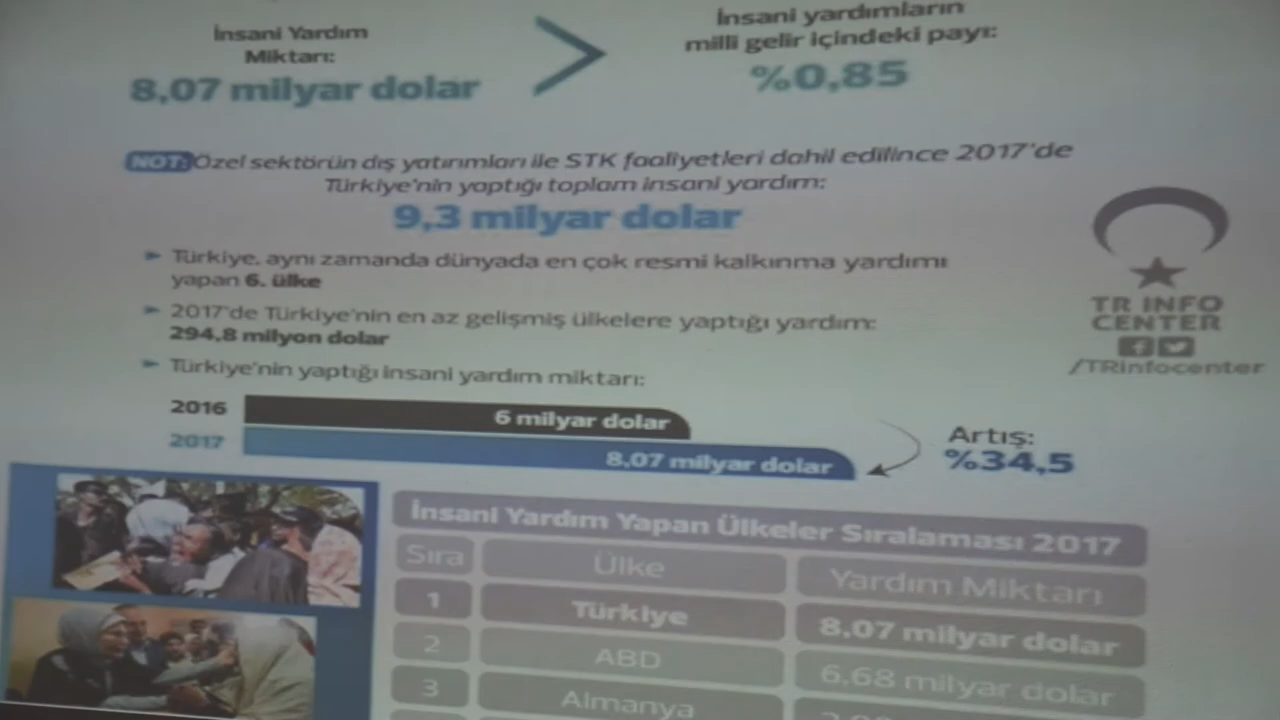 İnsani Yardım
Miktarı:
8,07 milyar dolar
İnsani yardımların
milli gelir içindeki payı:
%0,85
NOT: Özel sektörün dış yatırımları ile STK faaliyetleri dahil edilince 2017'de
Türkiye'nin yaptığı toplam insani yardım:
9,3 milyar dolar
Türkiye, aynı zamanda dünyada en çok resmi kalkınma yardımı
yapan 6. ülke
2017'de Türkiye'nin en az gelişmiş ülkelere yaptığı yardım:
294,8 milyon dolar
Türkiye'nin yaptığı insani yardım miktarı:
2016 6 milyar dolar
2017 8,07 milyar dolar
Artış:
%34,5
TR INFO
CENTER
/TRinfocenter
İnsani Yardım Yapan Ülkeler Sıralaması 2017
Sıra Ülke Yardım Miktarı
1 Türkiye 8,07 milyar dolar
2 ABD 6,68 milyar dolar
3 Almanya